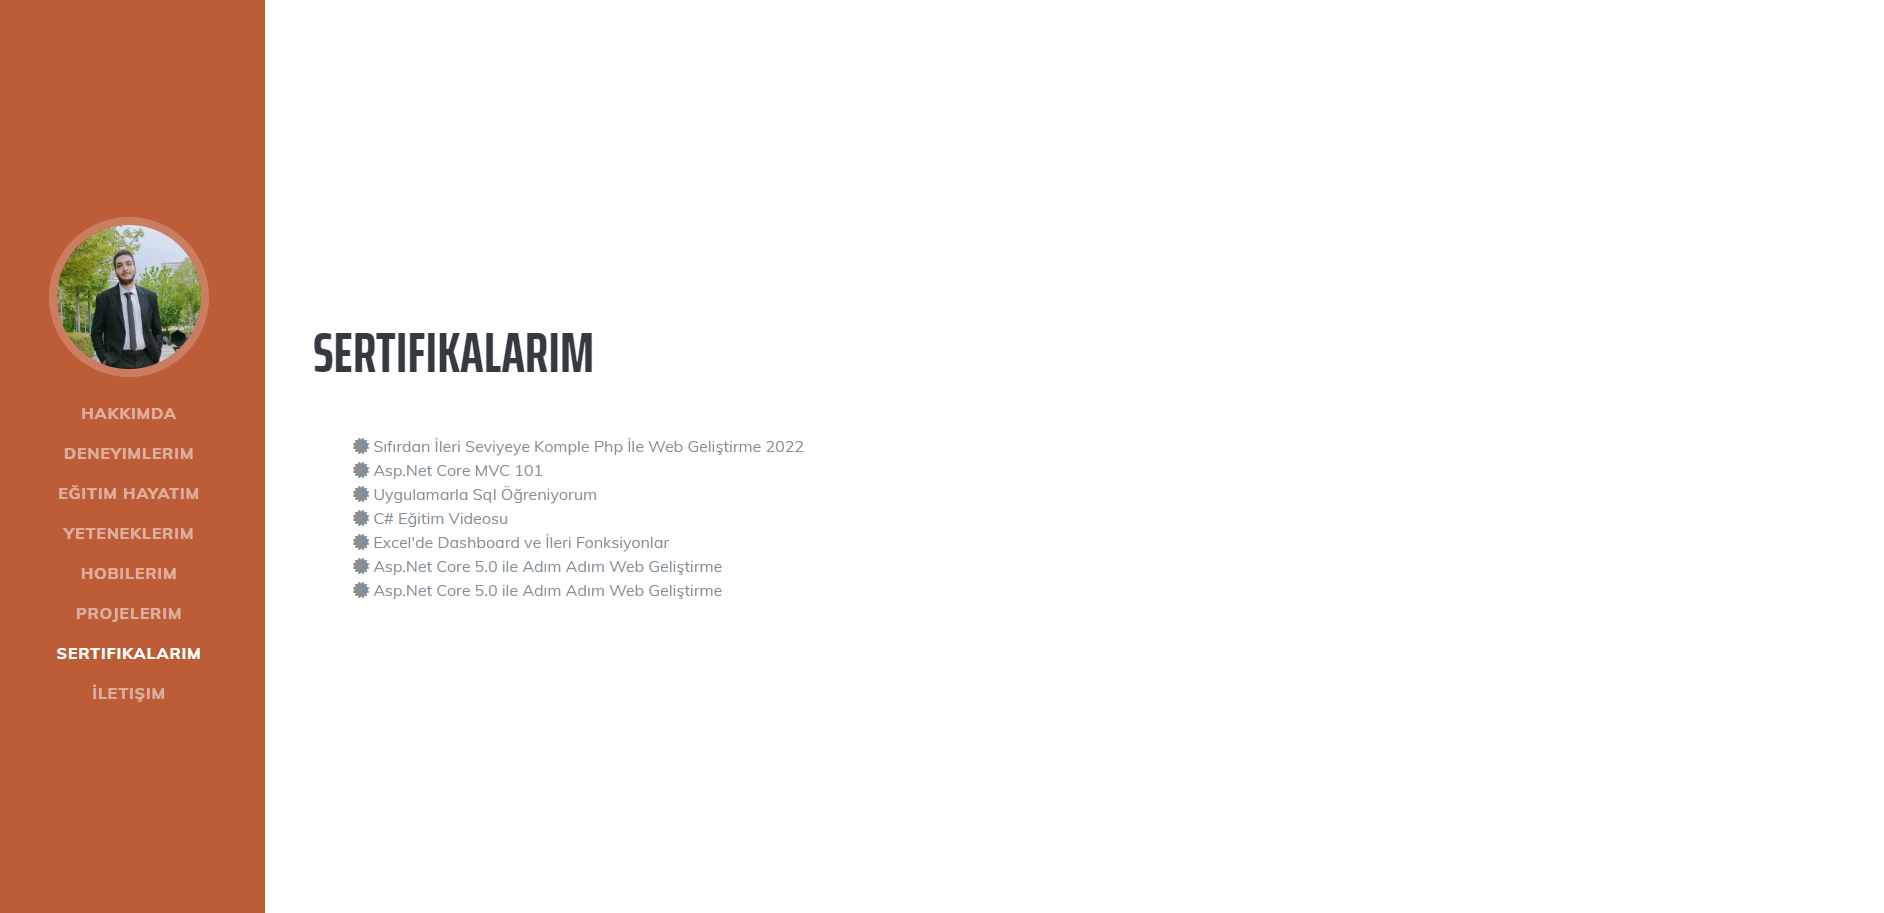 HAKKIMDA
DENEYIMLERIM
EĞITIM HAYATIM
YETENEKLERIM
HOBILERIM
PROJELERIM
SERTIFIKALARIM
İLETIŞIM
SERTIFIKALARIM
Sıfırdan İleri Seviyeye Komple Php İle Web Geliştirme 2022
Asp.Net Core MVC 101
Uygulamarla Sql Öğreniyorum
C# Eğitim Videosu
Excel'de Dashboard ve İleri Fonksiyonlar
Asp.Net Core 5.0 ile Adım Adım Web Geliştirme
Asp.Net Core 5.0 ile Adım Adım Web Geliştirme